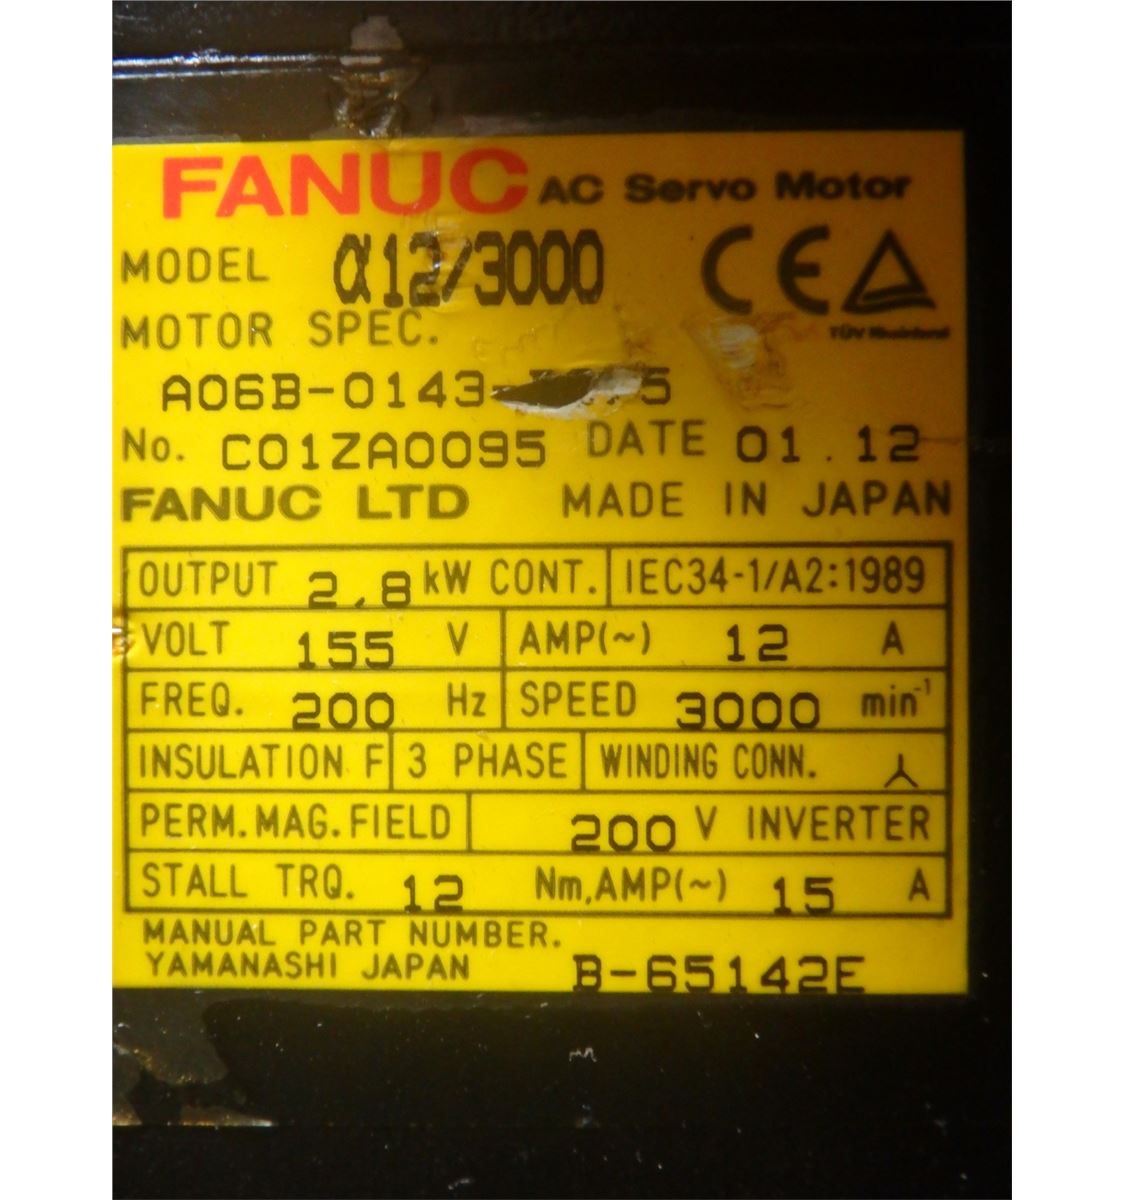 FANUC AC Servo Motor
MODEL α12/3000 CE
TÜV Rheinland
MOTOR SPEC.
A06B-0143-
No. C01ZA0095 DATE 01.12
FANUC LTD MADE IN JAPAN
OUTPUT 2.8 kW CONT. IEC34-1/A2:1989
VOLT 155 V AMP(~) 12 A
FREQ. 200 Hz SPEED 3000 min⁻¹
INSULATION F 3 PHASE WINDING CONN.
PERM.MAG.FIELD 200 V INVERTER
STALL TRQ. 12 Nm,AMP(~) 15 A
MANUAL PART NUMBER.
YAMANASHI JAPAN B-65142E